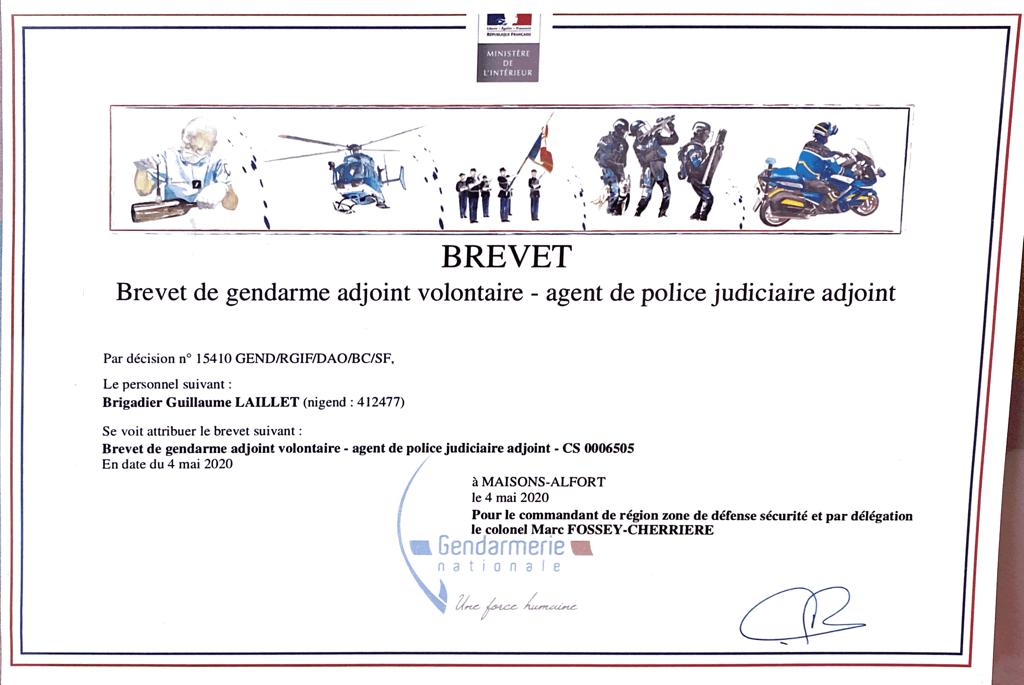 Liberté • Égalité • Fraternité
RÉPUBLIQUE FRANÇAISE
MINISTÈRE
DE
L'INTÉRIEUR
BREVET
Brevet de gendarme adjoint volontaire - agent de police judiciaire adjoint
Par décision n° 15410 GEND/RGIF/DAO/BC/SF,
Le personnel suivant :
Brigadier Guillaume LAILLET (nigend : 412477)
Se voit attribuer le brevet suivant :
Brevet de gendarme adjoint volontaire - agent de police judiciaire adjoint - CS 0006505
En date du 4 mai 2020
à MAISONS-ALFORT
le 4 mai 2020
Pour le commandant de région zone de défense sécurité et par délégation
le colonel Marc FOSSEY-CHERRIERE
Gendarmerie
nationale
Une force humaine